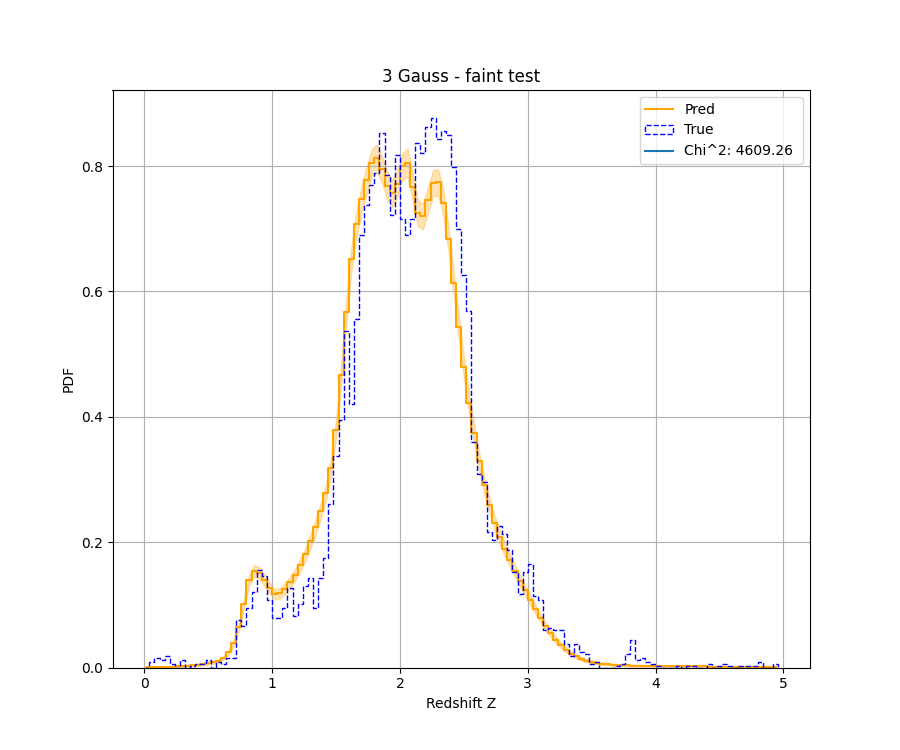 3 Gauss - faint test
Pred
True
Chi^2: 4609.26
PDF
0.8
0.6
0.4
0.2
0.0
0 1 2 3 4 5
Redshift Z